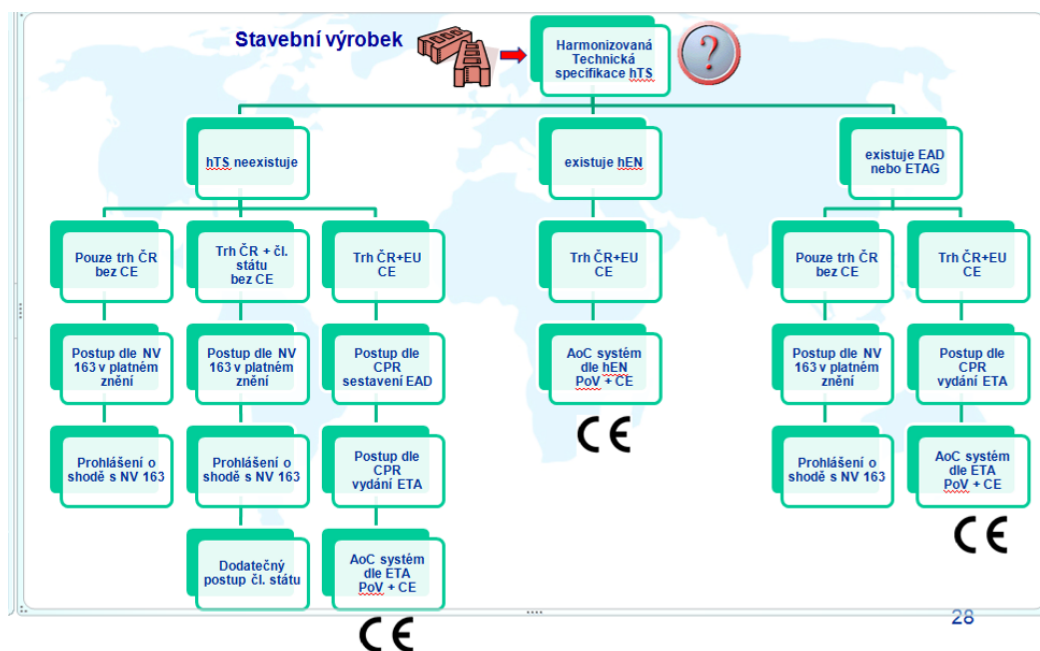 Stavební výrobek
Harmonizovaná
Technická
specifikace hTS
?
hTS neexistuje
existuje hEN
existuje EAD
nebo ETAG
Pouze trh ČR
bez CE
Trh ČR + čl.
státu
bez CE
Trh ČR+EU
CE
Trh ČR+EU
CE
Pouze trh ČR
bez CE
Trh ČR+EU
CE
Postup dle NV
163 v platném
znění
Postup dle NV
163 v platném
znění
Postup dle
CPR
sestavení EAD
AoC systém
dle hEN
PoV + CE
Postup dle NV
163 v platném
znění
Postup dle
CPR
vydání ETA
CE
Prohlášení o
shodě s NV 163
Prohlášení o
shodě s NV 163
Postup dle
CPR
vydání ETA
Prohlášení o
shodě s NV 163
AoC systém
dle ETA
PoV + CE
CE
Dodatečný
postup čl. státu
AoC systém
dle ETA
PoV + CE
CE
28